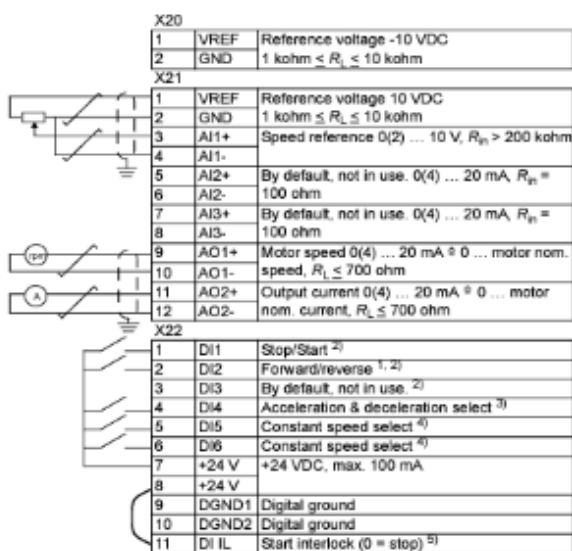 X20
1 VREF Reference voltage -10 VDC
2 GND 1 kohm ≤ R_L ≤ 10 kohm
X21
1 VREF Reference voltage 10 VDC
2 GND 1 kohm ≤ R_L ≤ 10 kohm
3 AI1+ Speed reference 0(2) ... 10 V, R_in > 200 kohm
4 AI1-
5 AI2+ By default, not in use. 0(4) ... 20 mA, R_in =
6 AI2- 100 ohm
7 AI3+ By default, not in use. 0(4) ... 20 mA, R_in =
8 AI3- 100 ohm
rpm 9 AO1+ Motor speed 0(4) ... 20 mA ≙ 0 ... motor nom.
10 AO1- speed, R_L ≤ 700 ohm
A 11 AO2+ Output current 0(4) ... 20 mA ≙ 0 ... motor
12 AO2- nom. current, R_L ≤ 700 ohm
X22
1 DI1 Stop/Start 2)
2 DI2 Forward/reverse 1, 2)
3 DI3 By default, not in use. 2)
4 DI4 Acceleration & deceleration select 3)
5 DI5 Constant speed select 4)
6 DI6 Constant speed select 4)
7 +24 V +24 VDC, max. 100 mA
8 +24 V
9 DGND1 Digital ground
10 DGND2 Digital ground
11 DI IL Start interlock (0 = stop) 5)